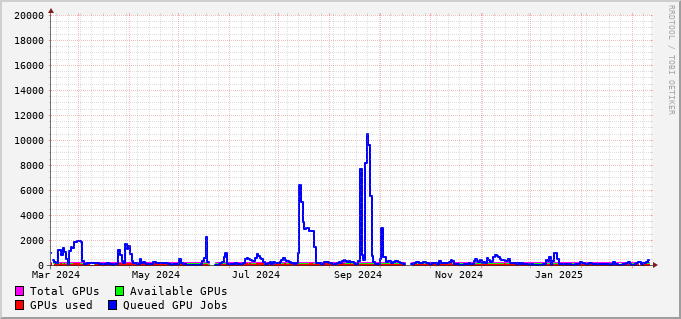 20000
18000
16000
14000
12000
10000
8000
6000
4000
2000
0
Mar 2024 May 2024 Jul 2024 Sep 2024 Nov 2024 Jan 2025
Total GPUs Available GPUs
GPUs used Queued GPU Jobs
RRDTOOL / TOBI OETIKER